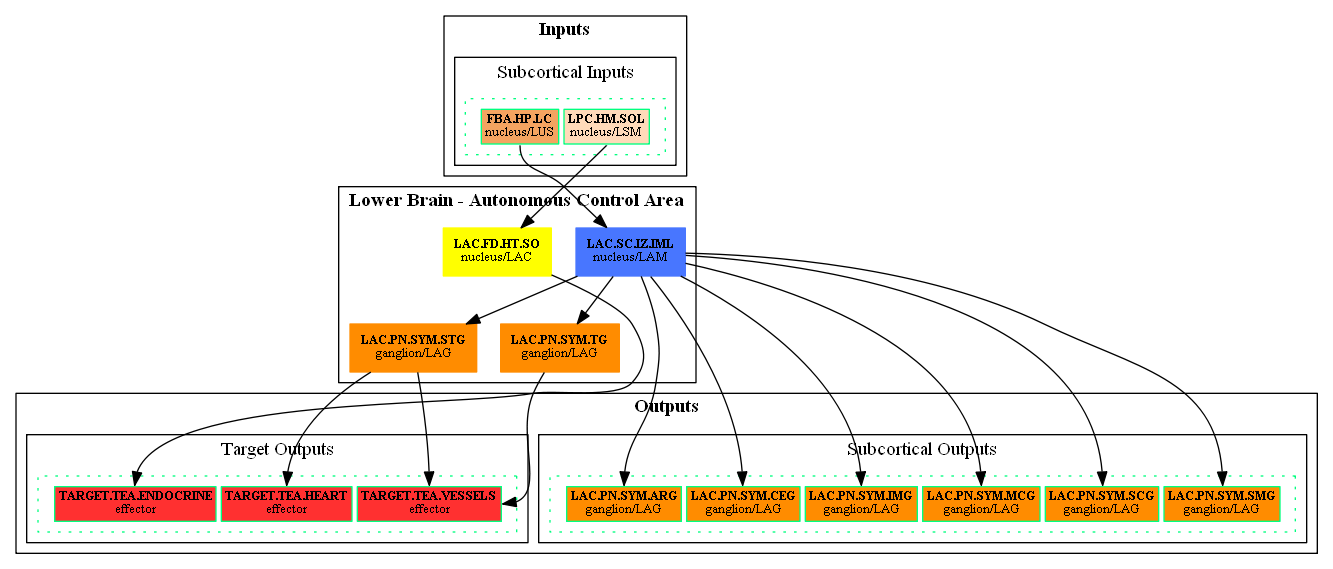 Inputs
Subcortical Inputs
FBA.HP.LC
nucleus/LUS
LPC.HM.SOL
nucleus/LSM
Lower Brain - Autonomous Control Area
LAC.FD.HT.SO
nucleus/LAC
LAC.SC.IZ.IML
nucleus/LAM
LAC.PN.SYM.STG
ganglion/LAG
LAC.PN.SYM.TG
ganglion/LAG
Outputs
Target Outputs
TARGET.TEA.ENDOCRINE
effector
TARGET.TEA.HEART
effector
TARGET.TEA.VESSELS
effector
Subcortical Outputs
LAC.PN.SYM.ARG
ganglion/LAG
LAC.PN.SYM.CEG
ganglion/LAG
LAC.PN.SYM.IMG
ganglion/LAG
LAC.PN.SYM.MCG
ganglion/LAG
LAC.PN.SYM.SCG
ganglion/LAG
LAC.PN.SYM.SMG
ganglion/LAG